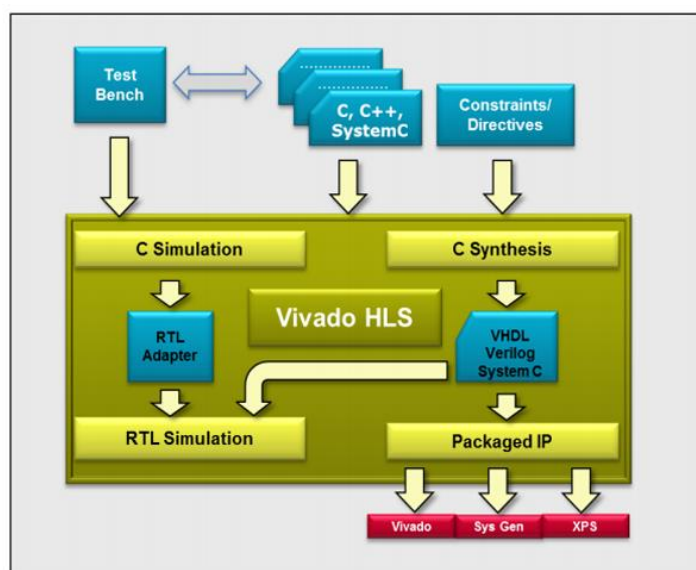 Test
Bench
..................
..................
C, C++,
SystemC
Constraints/
Directives
C Simulation
C Synthesis
Vivado HLS
RTL
Adapter
VHDL
Verilog
System C
RTL Simulation
Packaged IP
Vivado
Sys Gen
XPS